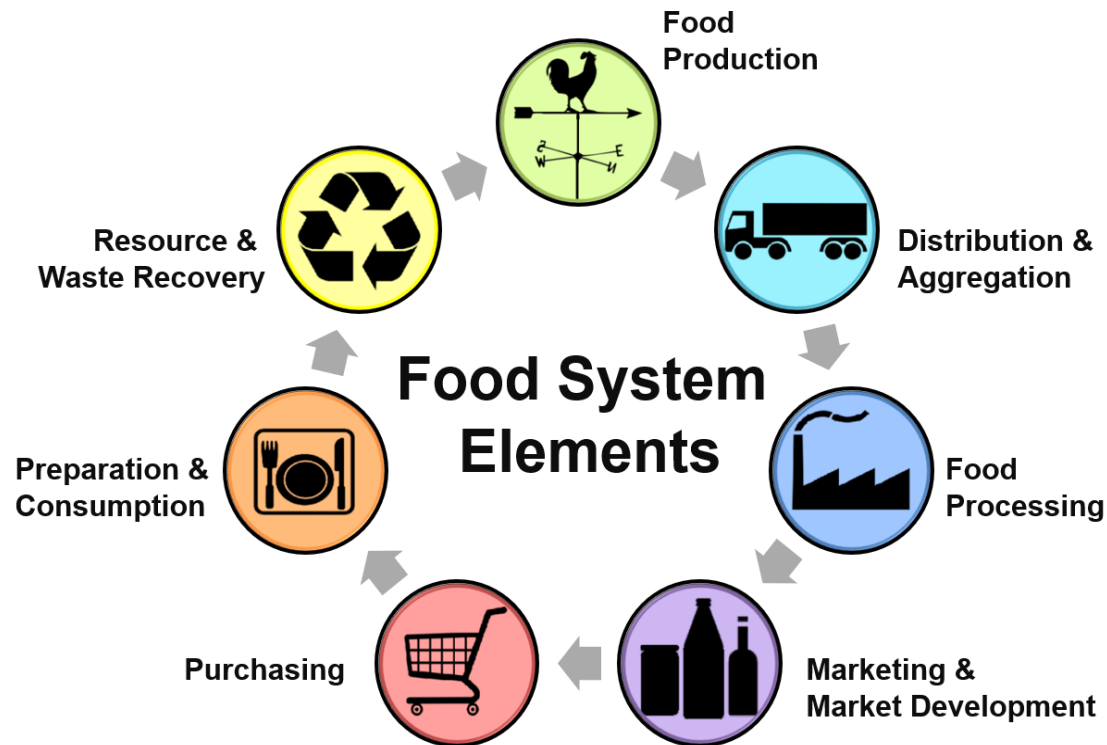 Food
Production
Distribution &
Aggregation
Food
Processing
Marketing &
Market Development
Purchasing
Preparation &
Consumption
Resource &
Waste Recovery
Food System
Elements
S
E
W
N